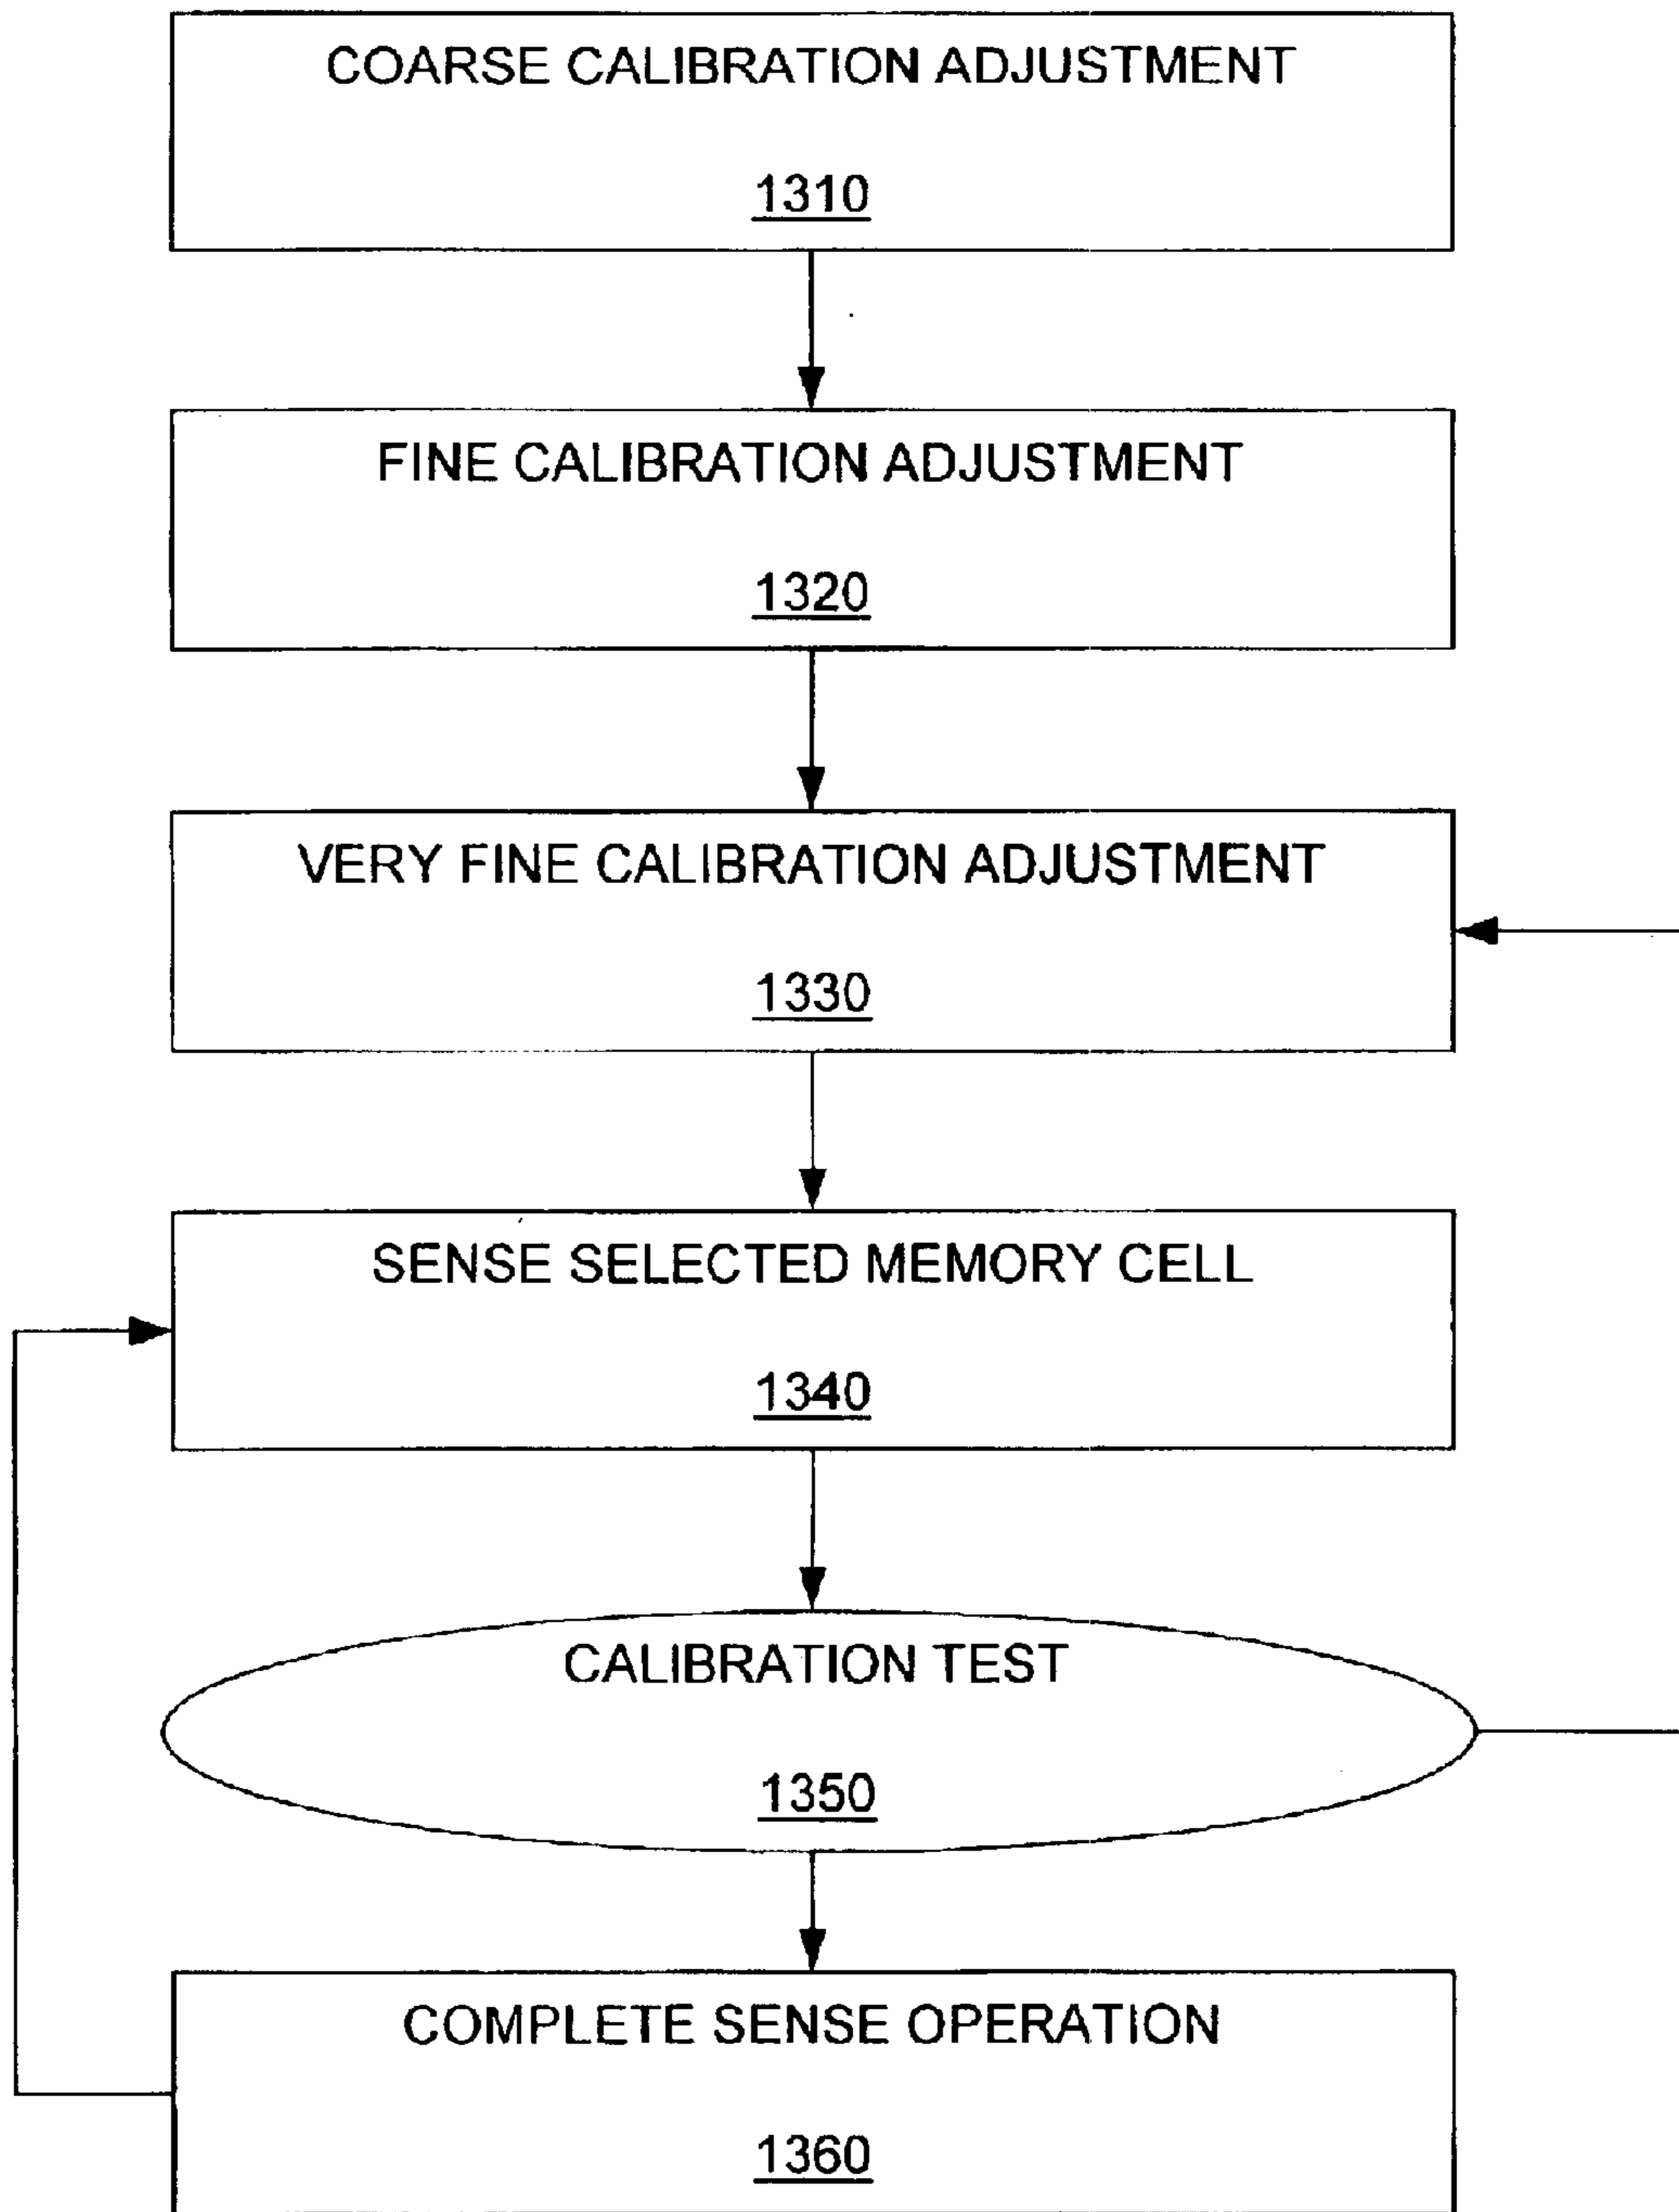 COARSE CALIBRATION ADJUSTMENT
1310
FINE CALIBRATION ADJUSTMENT
1320
VERY FINE CALIBRATION ADJUSTMENT
1330
SENSE SELECTED MEMORY CELL
1340
CALIBRATION TEST
1350
COMPLETE SENSE OPERATION
1360